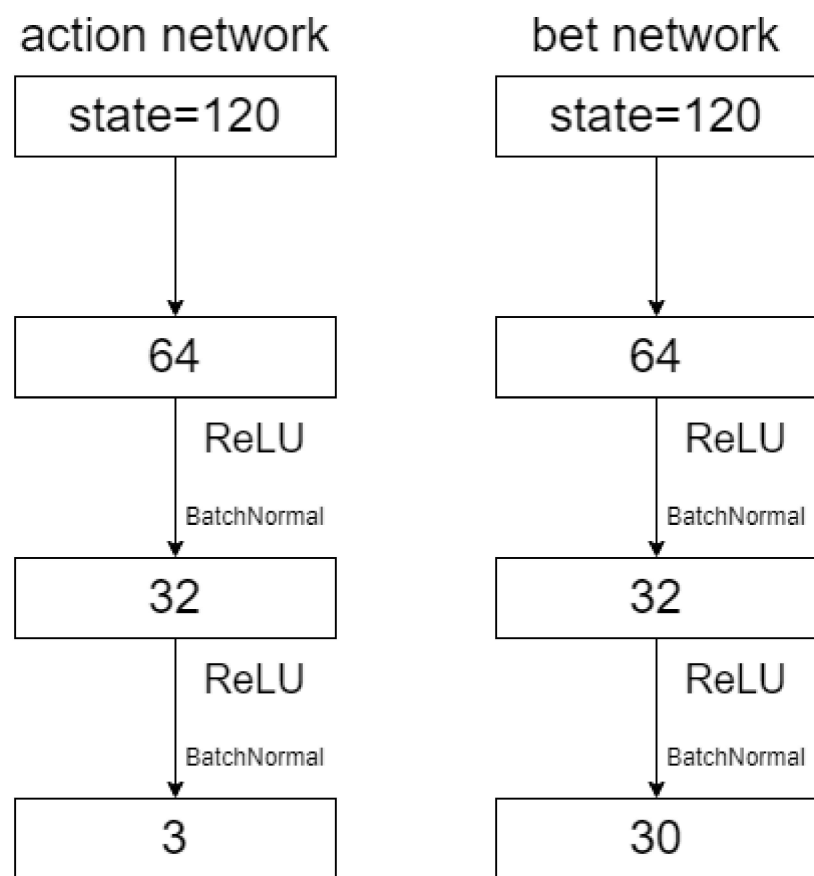 action network
state=120
64
ReLU
BatchNormal
32
ReLU
BatchNormal
3
bet network
state=120
64
ReLU
BatchNormal
32
ReLU
BatchNormal
30